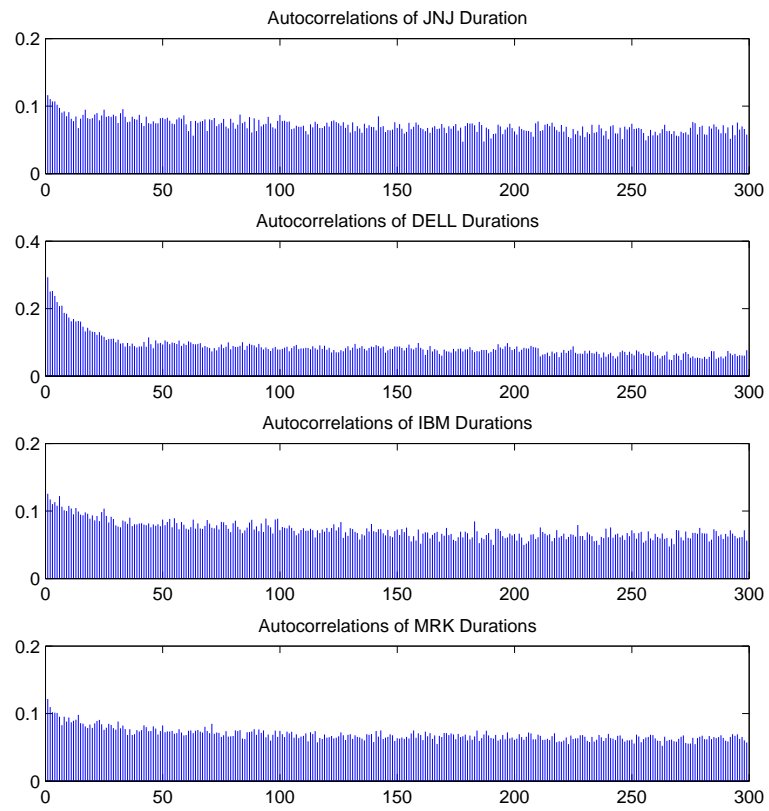 Autocorrelations of JNJ Duration
0.2
0.1
0
0 50 100 150 200 250 300
Autocorrelations of DELL Durations
0.4
0.2
0
0 50 100 150 200 250 300
Autocorrelations of IBM Durations
0.2
0.1
0
0 50 100 150 200 250 300
Autocorrelations of MRK Durations
0.2
0.1
0
0 50 100 150 200 250 300